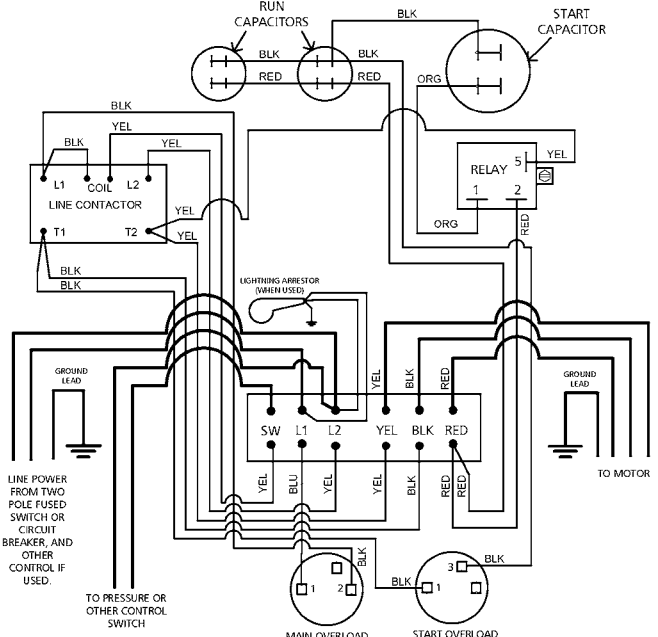 RUN
CAPACITORS
BLK
START
CAPACITOR
BLK
BLK
RED
RED
ORG
BLK
YEL
BLK
YEL
L1
COIL
L2
LINE CONTACTOR
T1
T2
YEL
YEL
RELAY
5
YEL
1
2
ORG
RED
BLK
BLK
LIGHTNING ARRESTOR
(WHEN USED)
GROUND
LEAD
YEL
BLK
RED
GROUND
LEAD
SW
L1
L2
YEL
BLK
RED
YEL
BLU
YEL
YEL
BLK
RED
RED
LINE POWER
FROM TWO
POLE FUSED
SWITCH OR
CIRCUIT
BREAKER, AND
OTHER
CONTROL IF
USED.
TO MOTOR
TO PRESSURE OR
OTHER CONTROL
SWITCH
BLK
1
2
BLK
3
BLK
1
MAIN OVERLOAD
START OVERLOAD